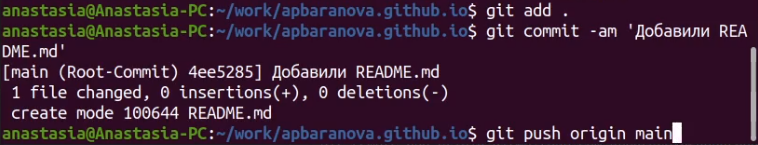 anastasia@Anastasia-PC:~/work/apbaranova.github.io$ git add .
anastasia@Anastasia-PC:~/work/apbaranova.github.io$ git commit -am 'Добавили REA
DME.md'
[main (Root-Commit) 4ee5285] Добавили README.md
 1 file changed, 0 insertions(+), 0 deletions(-)
 create mode 100644 README.md
anastasia@Anastasia-PC:~/work/apbaranova.github.io$ git push origin main